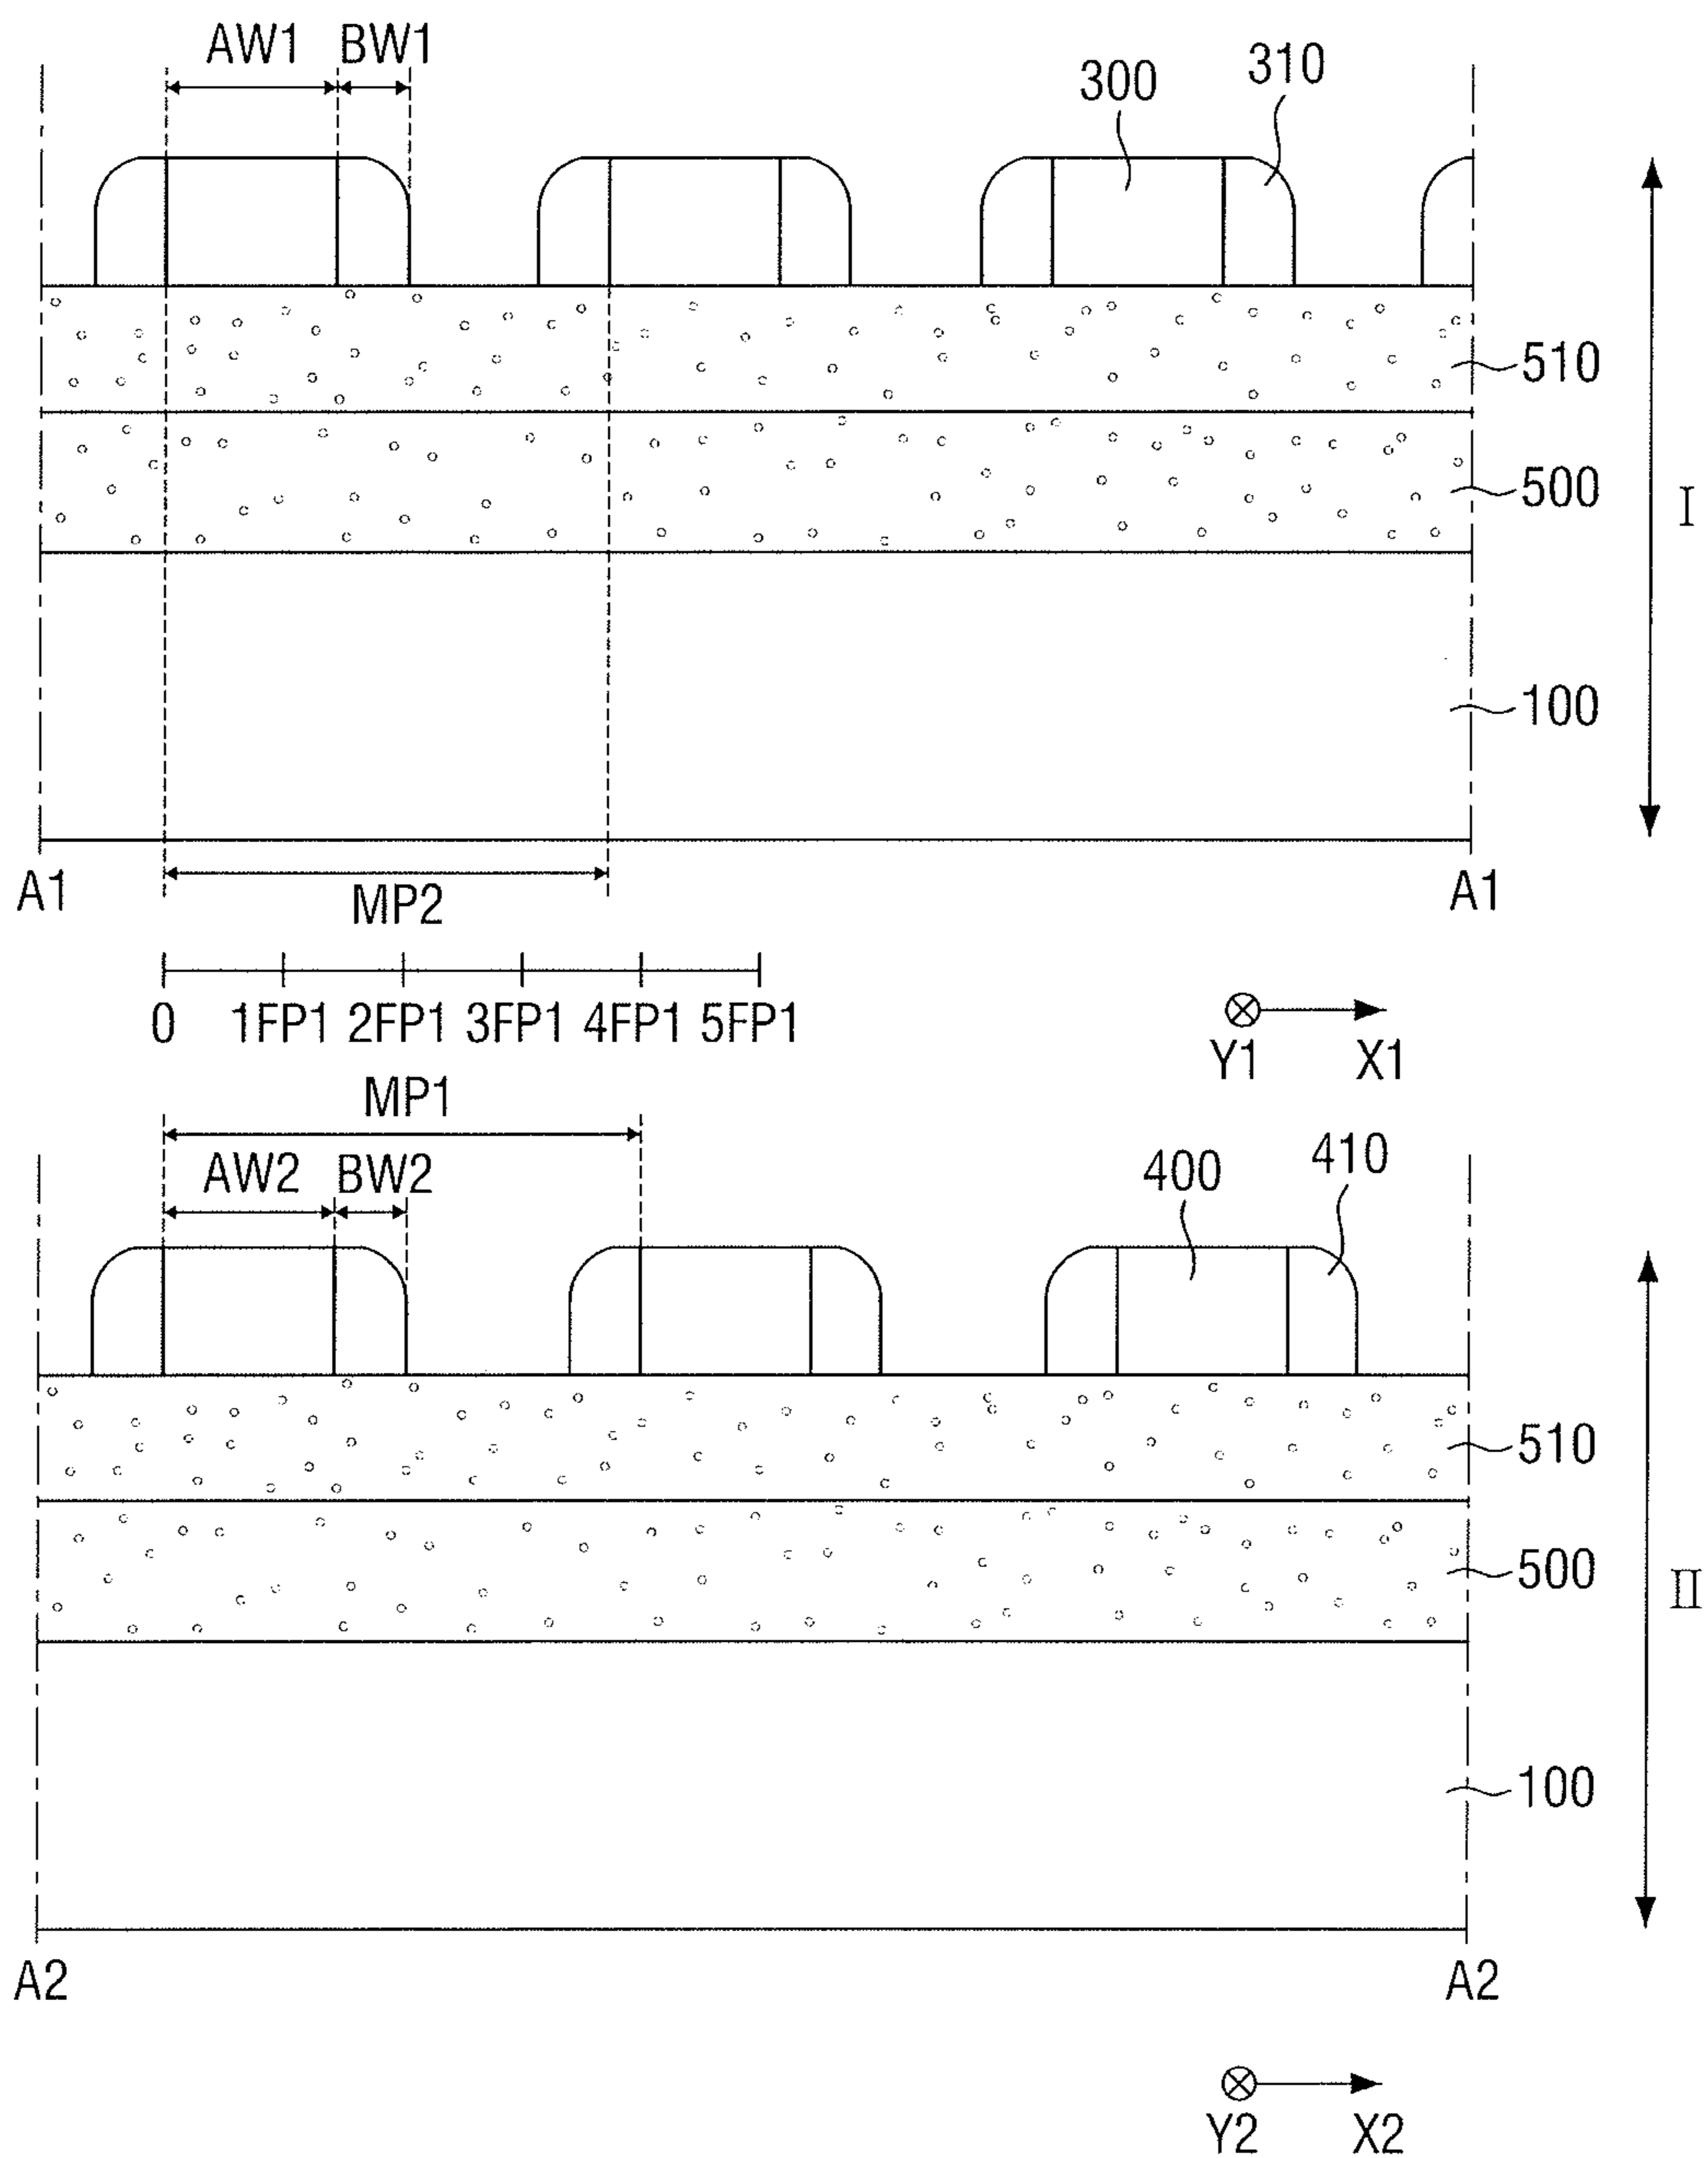 AW1 BW1
300 310
510
500
I
100
A1 A1
MP2
0 1FP1 2FP1 3FP1 4FP1 5FP1
Y1 X1
MP1
AW2 BW2
400 410
510
500
II
100
A2 A2
Y2 X2